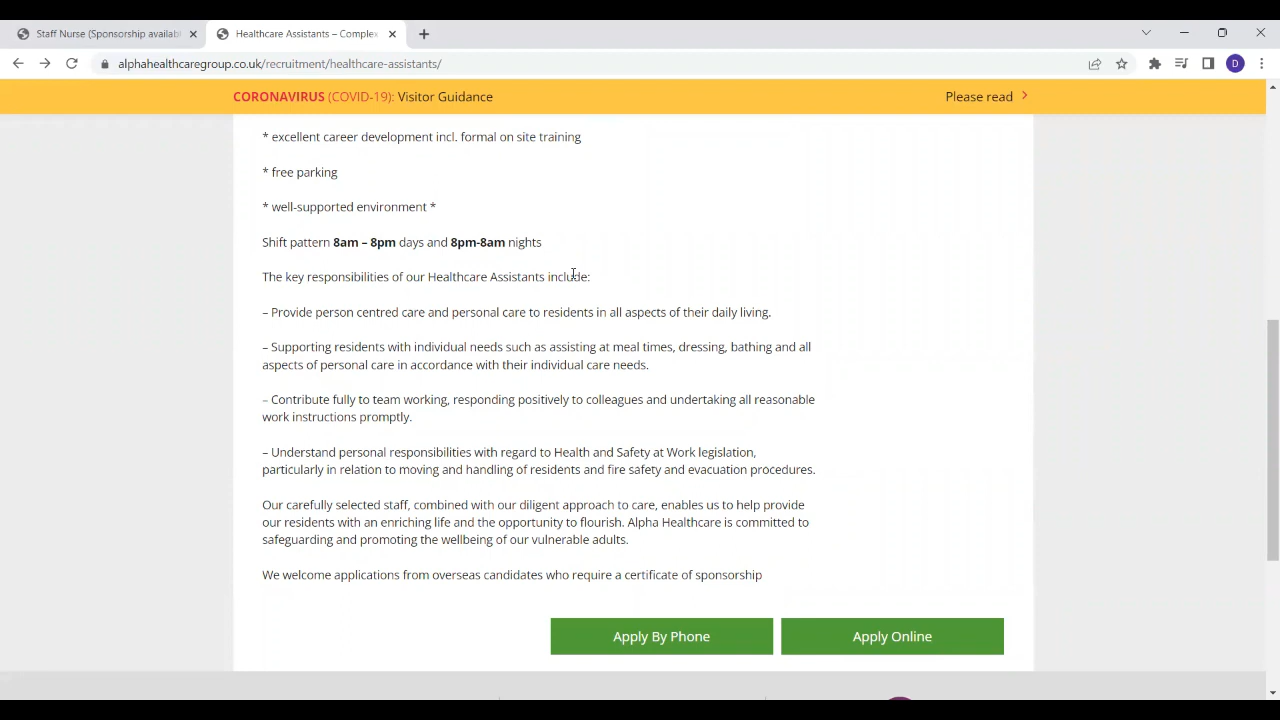 Staff Nurse (Sponsorship availab
Healthcare Assistants – Complex
alphahealthcaregroup.co.uk/recruitment/healthcare-assistants/
D
CORONAVIRUS (COVID-19): Visitor Guidance
Please read
* excellent career development incl. formal on site training
* free parking
* well-supported environment *
Shift pattern 8am – 8pm days and 8pm-8am nights
The key responsibilities of our Healthcare Assistants include:
– Provide person centred care and personal care to residents in all aspects of their daily living.
– Supporting residents with individual needs such as assisting at meal times, dressing, bathing and all
aspects of personal care in accordance with their individual care needs.
– Contribute fully to team working, responding positively to colleagues and undertaking all reasonable
work instructions promptly.
– Understand personal responsibilities with regard to Health and Safety at Work legislation,
particularly in relation to moving and handling of residents and fire safety and evacuation procedures.
Our carefully selected staff, combined with our diligent approach to care, enables us to help provide
our residents with an enriching life and the opportunity to flourish. Alpha Healthcare is committed to
safeguarding and promoting the wellbeing of our vulnerable adults.
We welcome applications from overseas candidates who require a certificate of sponsorship
Apply By Phone
Apply Online